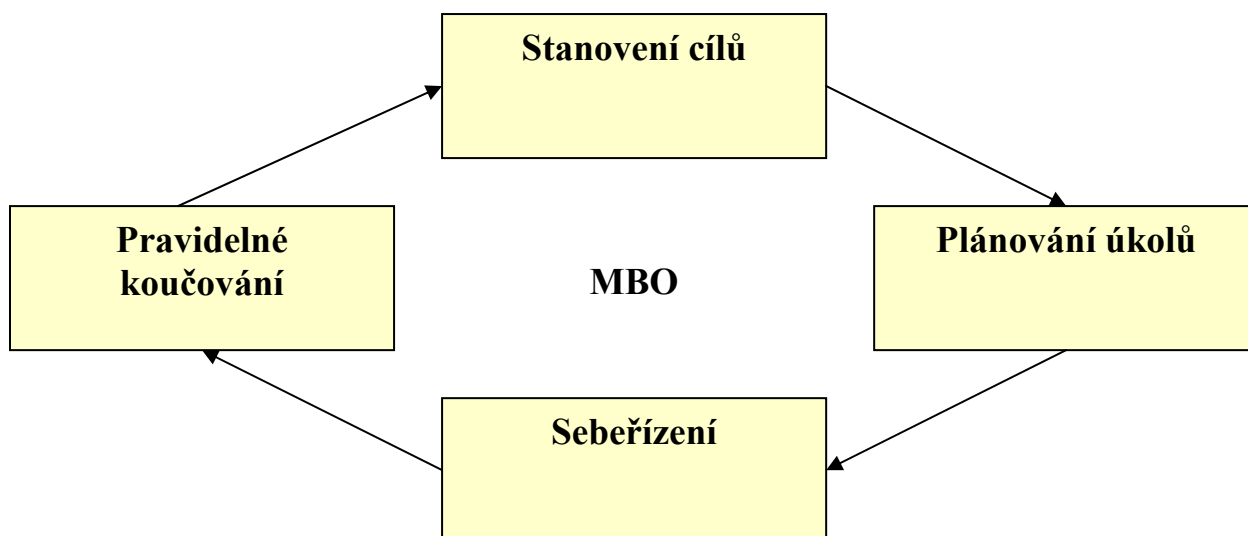 Stanovení cílů
Pravidelné
koučování
MBO
Plánování úkolů
Sebeřízení